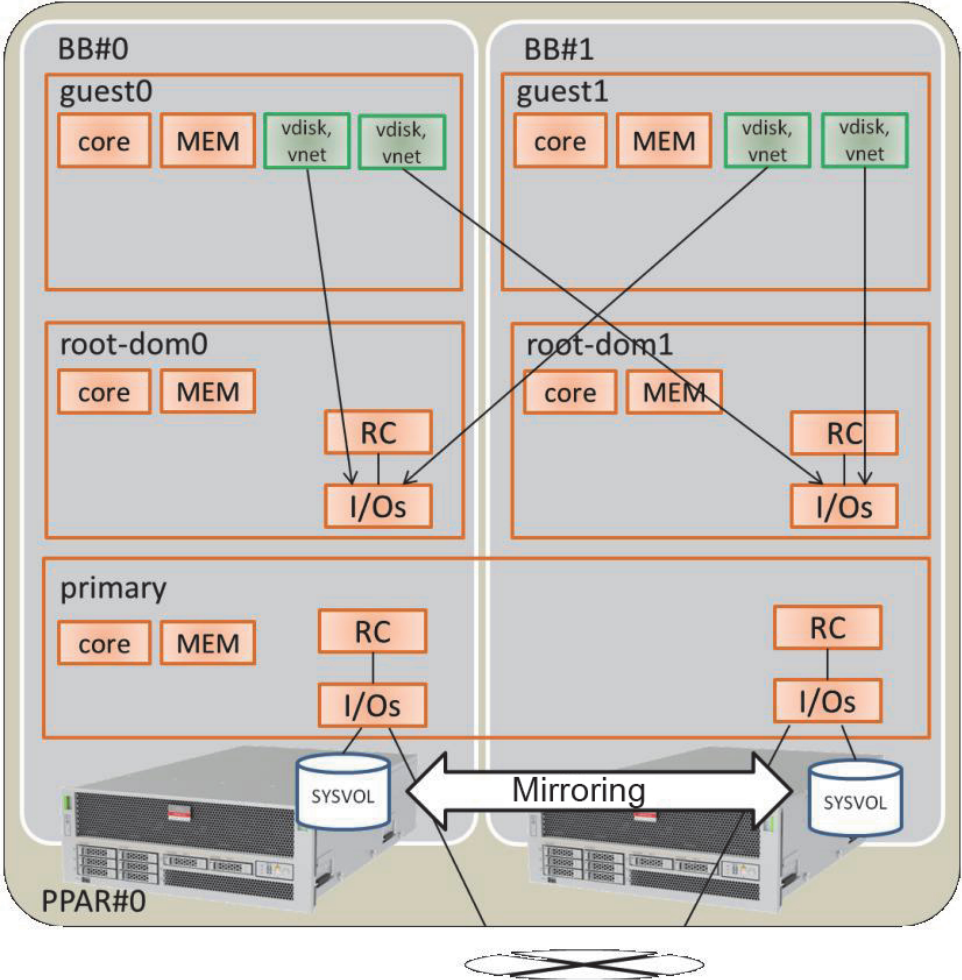 BB#0
BB#1
guest0
guest1
core
MEM
vdisk,
vnet
vdisk,
vnet
core
MEM
vdisk,
vnet
vdisk,
vnet
root-dom0
root-dom1
core
MEM
core
MEM
RC
RC
I/Os
I/Os
primary
core
MEM
RC
RC
I/Os
I/Os
Mirroring
SYSVOL
SYSVOL
PPAR#0